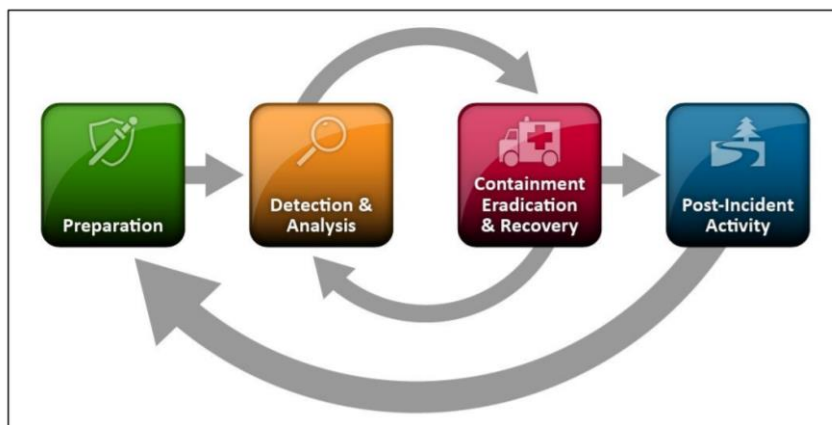 Preparation
Detection &
Analysis
Containment
Eradication
& Recovery
Post-Incident
Activity